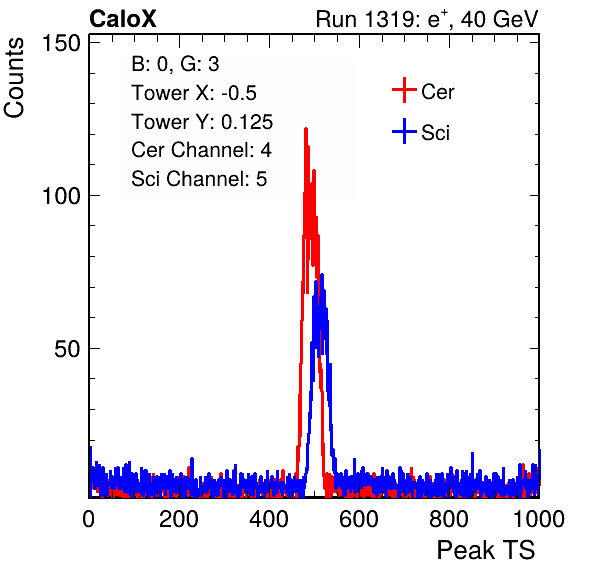 CaloX Run 1319: e⁺, 40 GeV
Counts
150
100
50
B: 0, G: 3
Tower X: -0.5
Tower Y: 0.125
Cer Channel: 4
Sci Channel: 5
Cer
Sci
0 200 400 600 800 1000
Peak TS